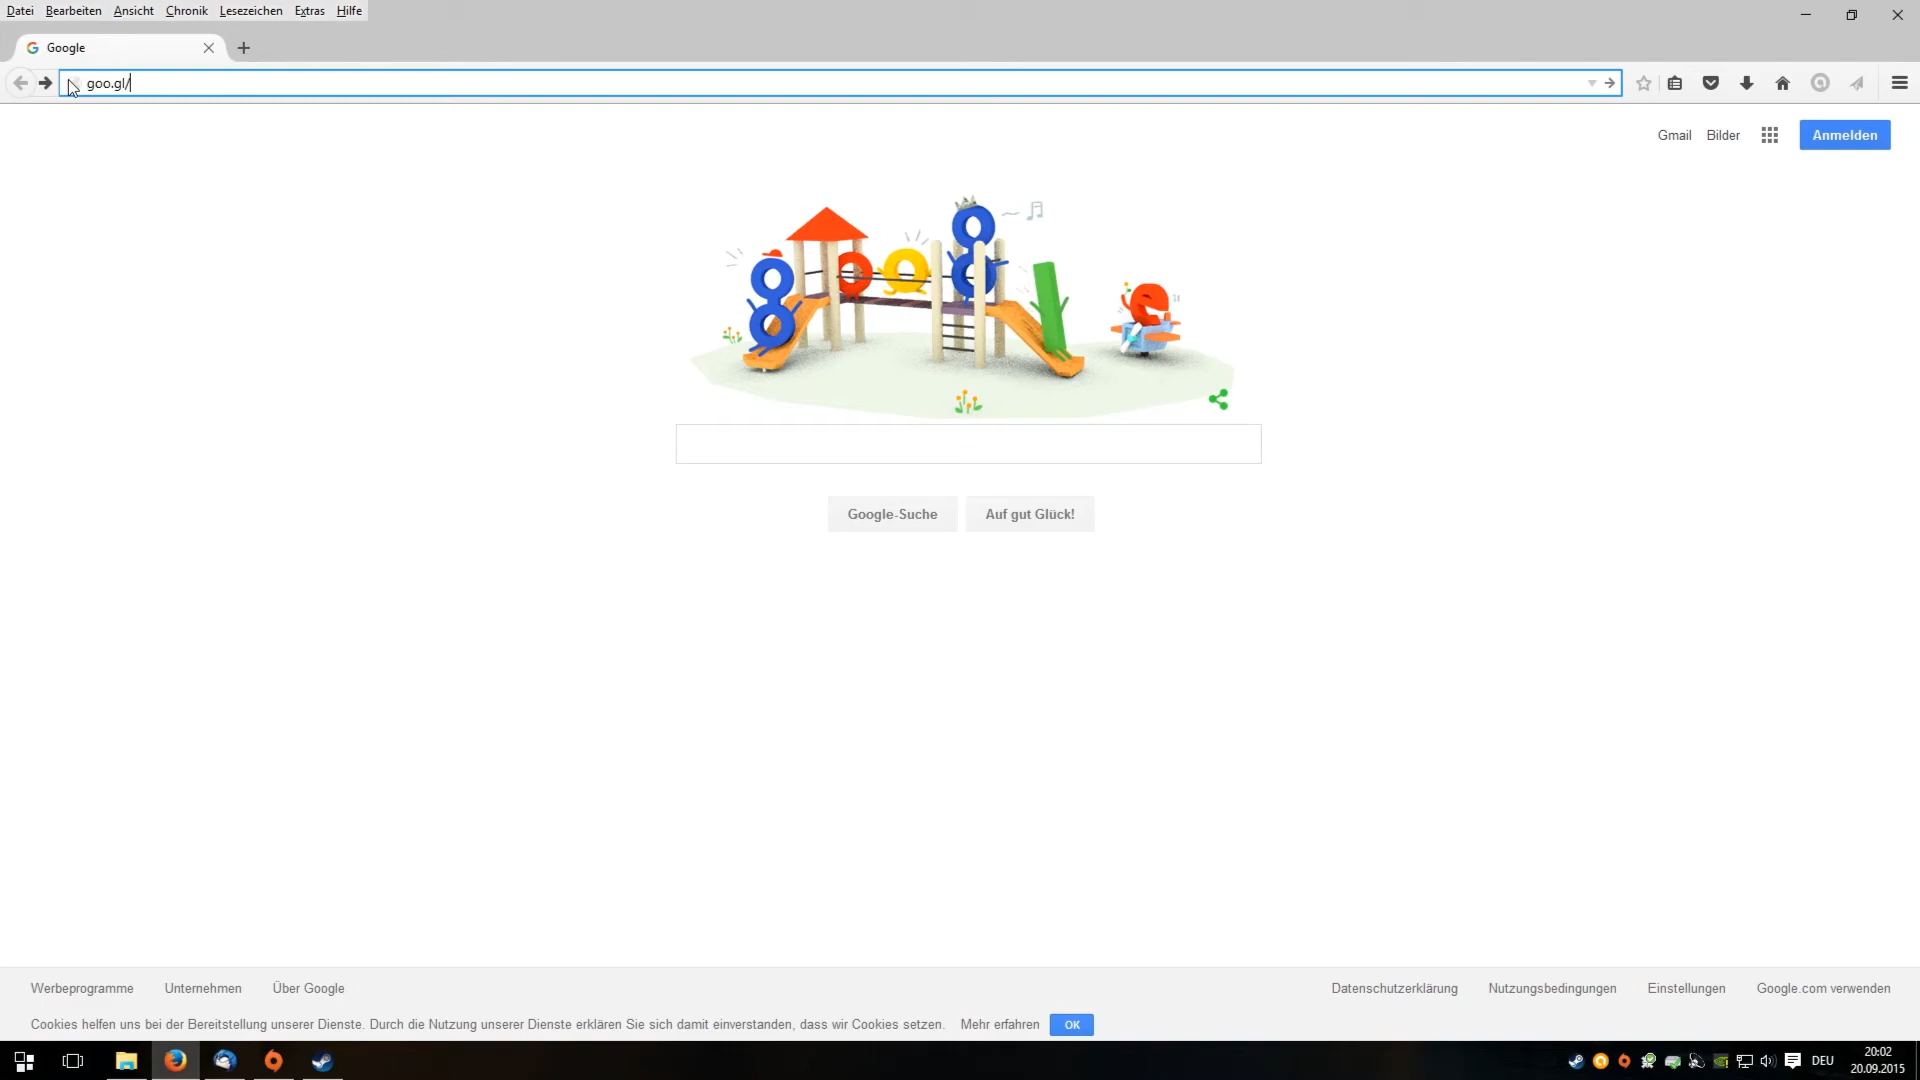 Datei Bearbeiten Ansicht Chronik Lesezeichen Extras Hilfe
Google
goo.gl/
Gmail Bilder Anmelden
Google-Suche Auf gut Glück!
Werbeprogramme Unternehmen Über Google Datenschutzerklärung Nutzungsbedingungen Einstellungen Google.com verwenden
Cookies helfen uns bei der Bereitstellung unserer Dienste. Durch die Nutzung unserer Dienste erklären Sie sich damit einverstanden, dass wir Cookies setzen. Mehr erfahren OK
DEU
20:02
20.09.2015